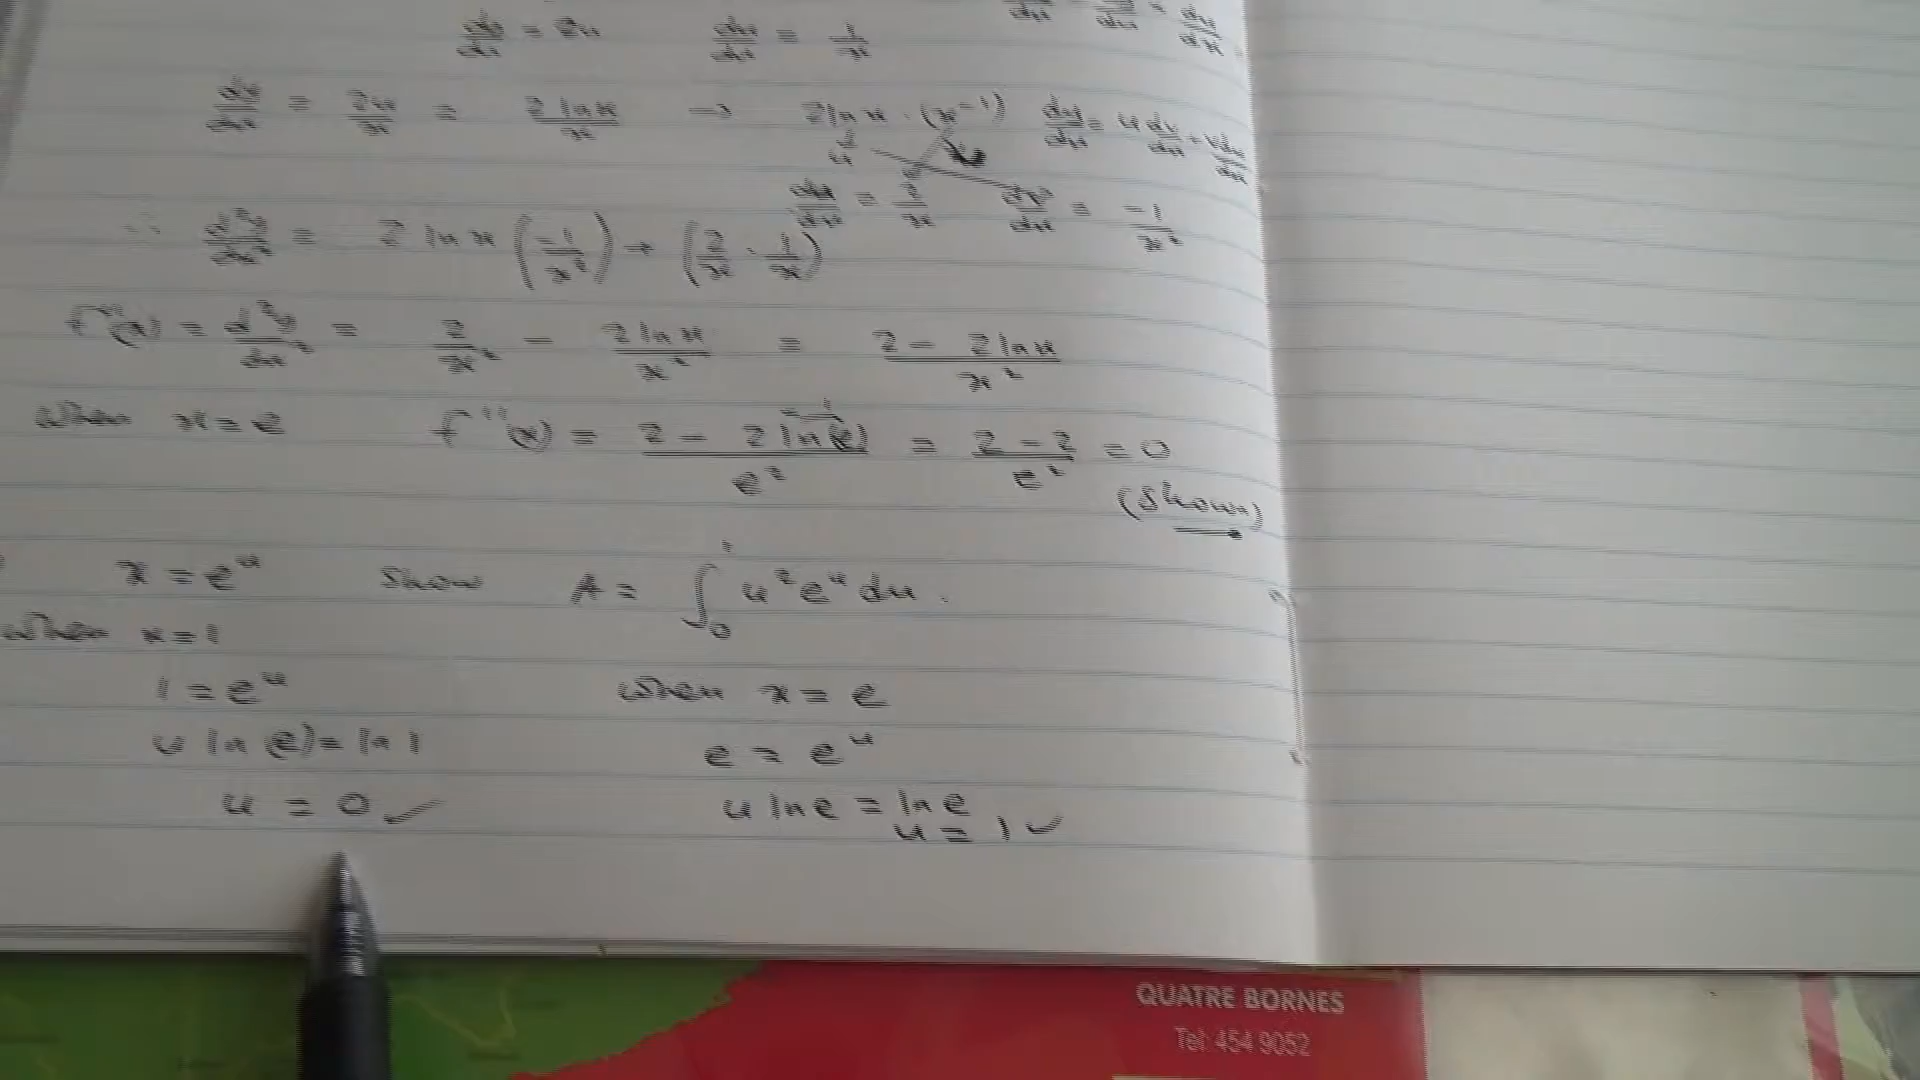 dy/du = 2u du/dx = 1/x
dy/dx = 2u/x = 2 ln x/x → 2 ln x · (x⁻¹) dy/dx = u dv/dx + v du/dx
u v
du/dx = 2/x dv/dx = -1/x²
∴ d²y/dx² = 2 ln x (-1/x²) + (2/x · 1/x)
f''(x) = d²y/dx² = 2/x² - 2 ln x/x² = 2 - 2 ln x/x²
when x = e f''(x) = 2 - 2 ln(e)/e² = 2 - 2/e² = 0
(Shown)
x = e^u Show A = ∫₀¹ u² e^u du.
when x = 1
1 = e^u when x = e
u ln(e) = ln 1 e = e^u
u = 0 ✓ u ln e = ln e
u = 1 ✓
QUATRE BORNES
Tel: 454 9052